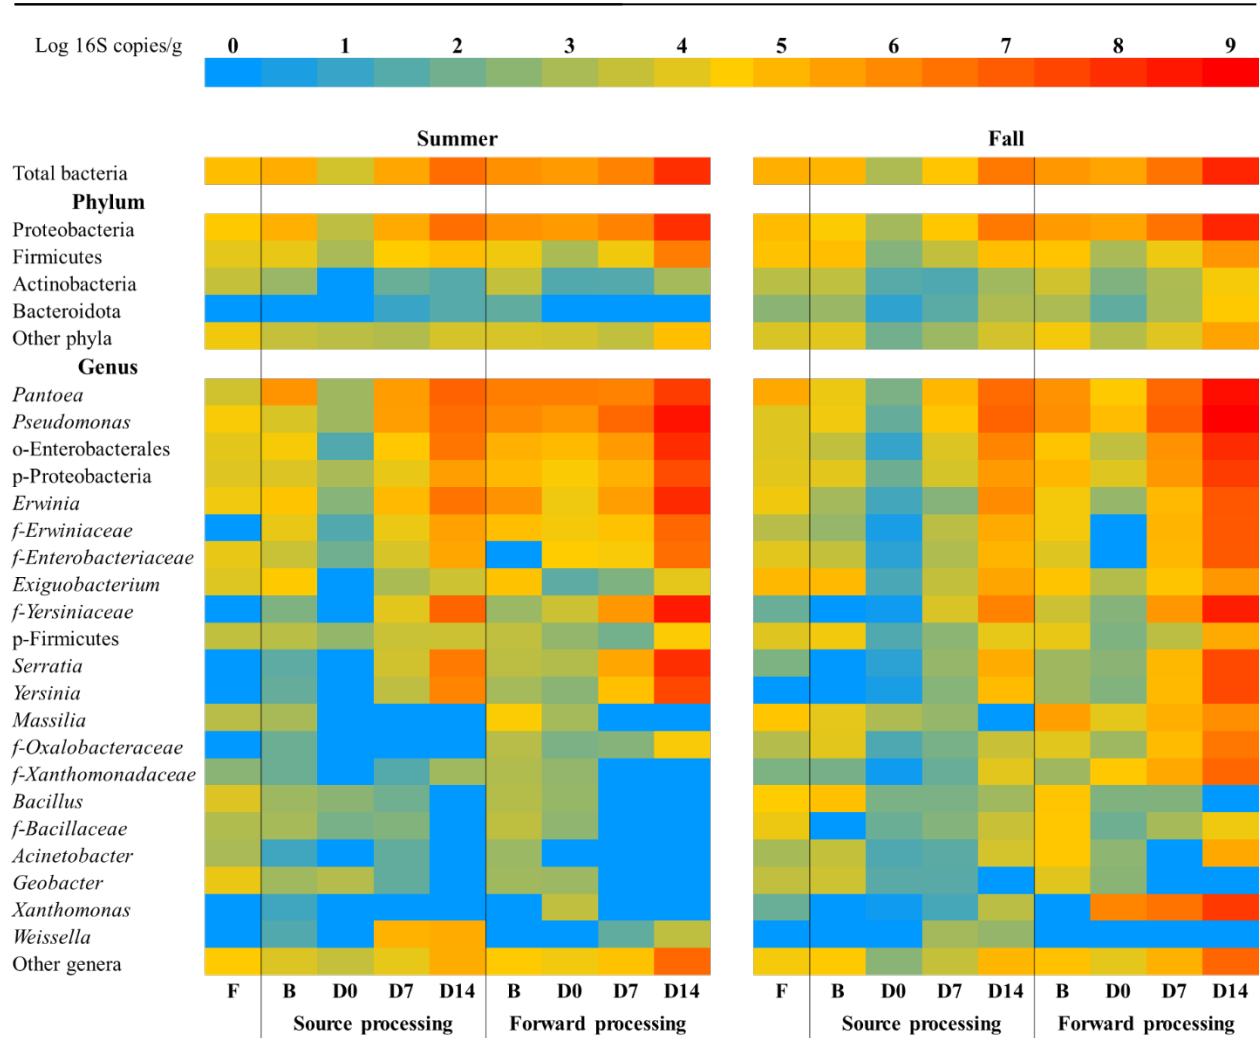 Log 16S copies/g 0 1 2 3 4 5 6 7 8 9
Summer Fall
Total bacteria
Phylum
Proteobacteria
Firmicutes
Actinobacteria
Bacteroidota
Other phyla
Genus
Pantoea
Pseudomonas
o-Enterobacterales
p-Proteobacteria
Erwinia
f-Erwiniaceae
f-Enterobacteriaceae
Exiguobacterium
f-Yersiniaceae
p-Firmicutes
Serratia
Yersinia
Massilia
f-Oxalobacteraceae
f-Xanthomonadaceae
Bacillus
f-Bacillaceae
Acinetobacter
Geobacter
Xanthomonas
Weissella
Other genera
F B D0 D7 D14 B D0 D7 D14 F B D0 D7 D14 B D0 D7 D14
Source processing Forward processing Source processing Forward processing